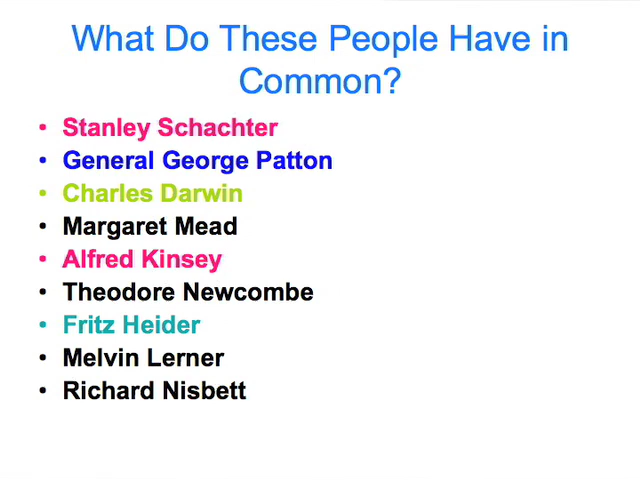 What Do These People Have in
Common?
• Stanley Schachter
• General George Patton
• Charles Darwin
• Margaret Mead
• Alfred Kinsey
• Theodore Newcombe
• Fritz Heider
• Melvin Lerner
• Richard Nisbett